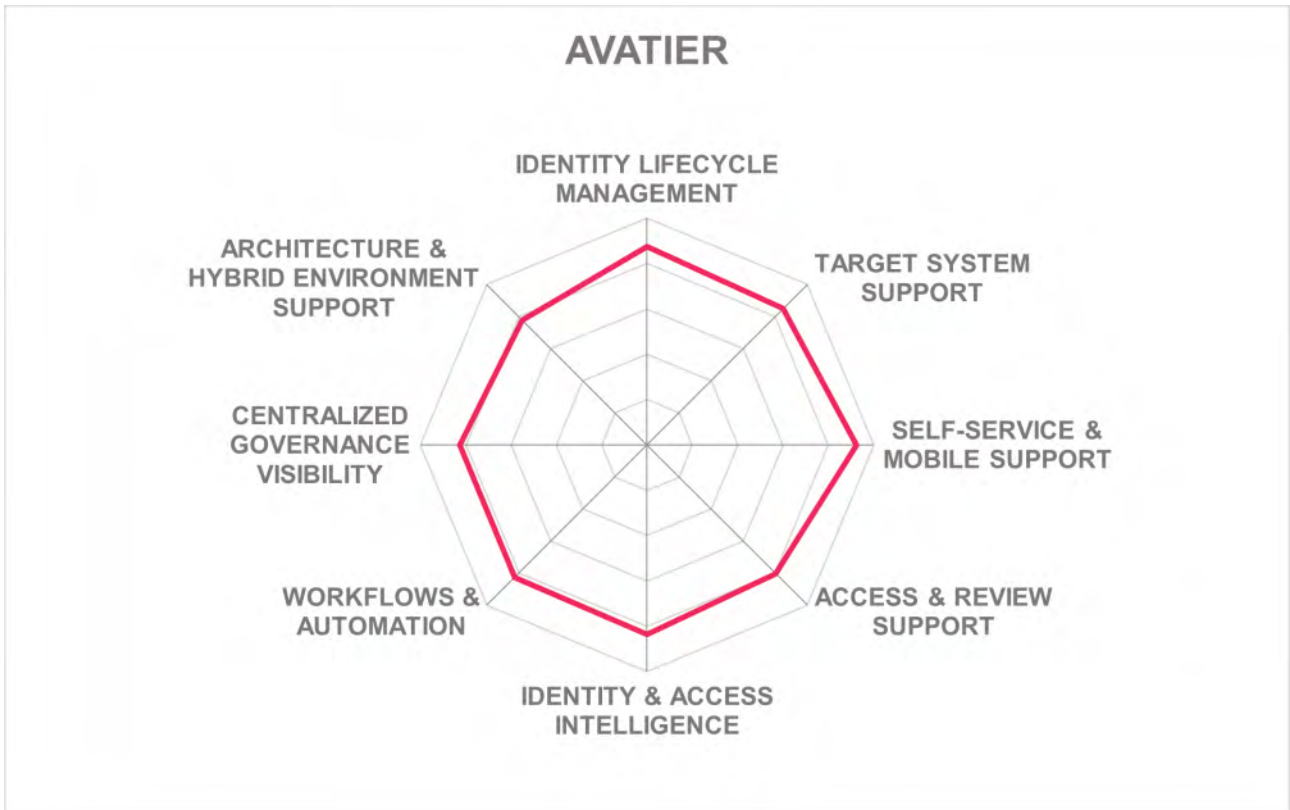 AVATIER
IDENTITY LIFECYCLE
MANAGEMENT
TARGET SYSTEM
SUPPORT
SELF-SERVICE &
MOBILE SUPPORT
ACCESS & REVIEW
SUPPORT
IDENTITY & ACCESS
INTELLIGENCE
WORKFLOWS &
AUTOMATION
CENTRALIZED
GOVERNANCE
VISIBILITY
ARCHITECTURE &
HYBRID ENVIRONMENT
SUPPORT